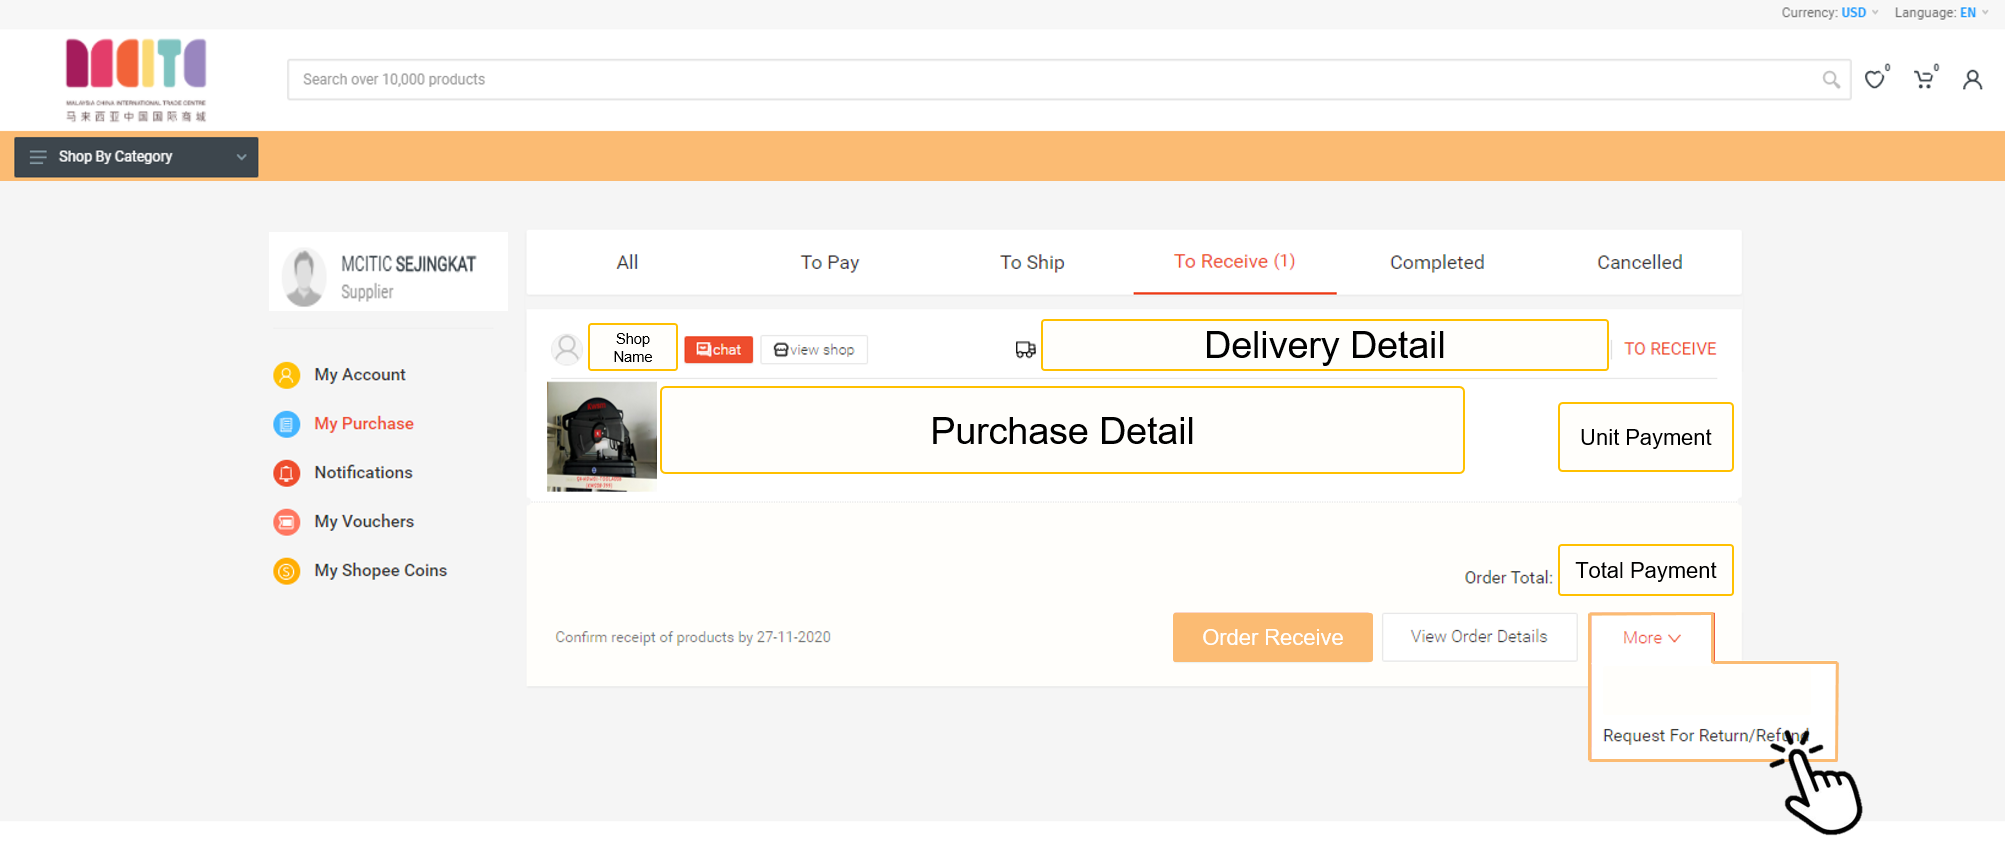 Currency: USD Language: EN
MCITC
MALAYSIA CHINA INTERNATIONAL TRADE CENTRE
马来西亚中国国际商城
Search over 10,000 products
0
0
Shop By Category
MCITIC SEJINGKAT
Supplier
My Account
My Purchase
Notifications
My Vouchers
My Shopee Coins
All
To Pay
To Ship
To Receive (1)
Completed
Cancelled
Shop
Name
chat
view shop
Delivery Detail
TO RECEIVE
Purchase Detail
Unit Payment
Order Total:
Total Payment
Confirm receipt of products by 27-11-2020
Order Receive
View Order Details
More
Request For Return/Refund